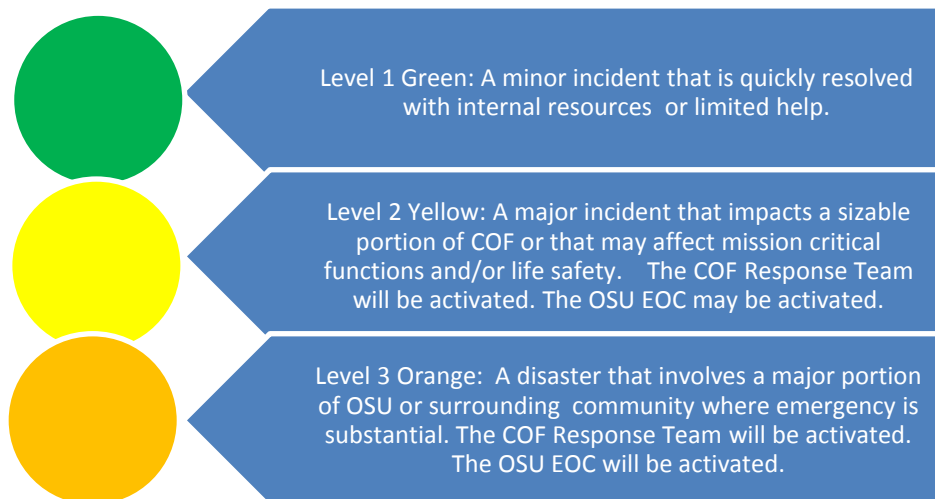 Level 1 Green: A minor incident that is quickly resolved
with internal resources  or limited help.
Level 2 Yellow: A major incident that impacts a sizable
portion of COF or that may affect mission critical
functions and/or life safety.    The COF Response Team
will be activated. The OSU EOC may be activated.
Level 3 Orange:  A disaster that involves a major portion
of OSU or surrounding  community where emergency is
substantial. The COF Response Team will be activated.
The OSU EOC will be activated.